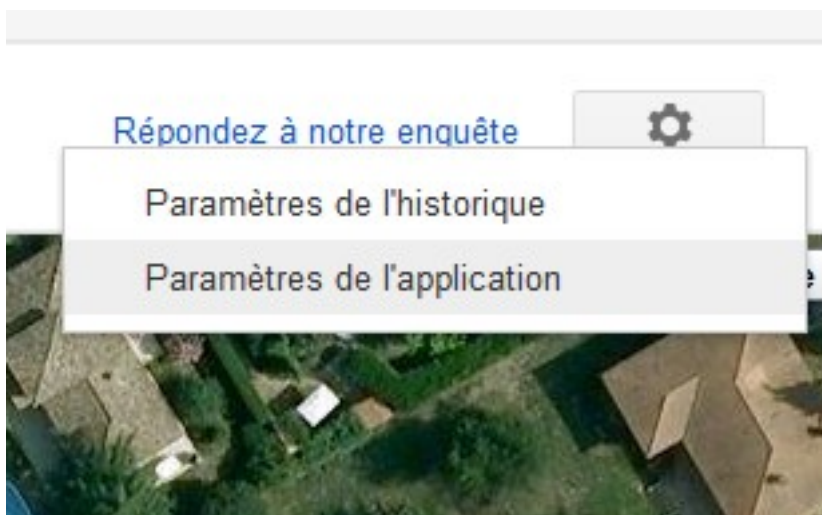 Répondez à notre enquête
Paramètres de l'historique
Paramètres de l'application